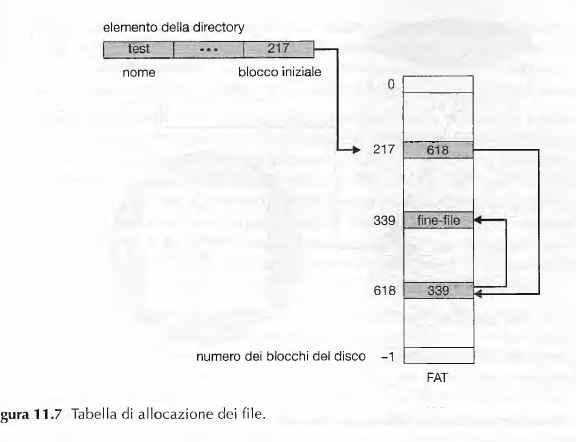 elemento della directory
test ••• 217
nome blocco iniziale
0
217 618
339 fine-file
618 339
numero dei blocchi del disco –1
FAT
gura 11.7 Tabella di allocazione dei file.